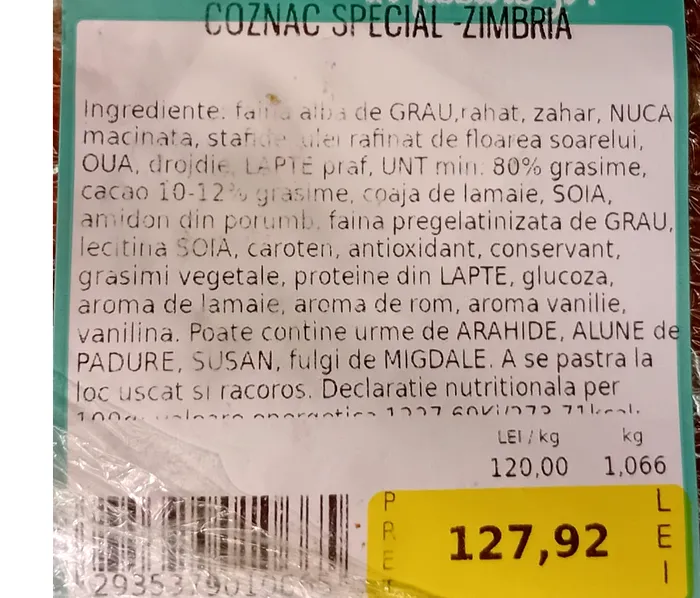 COZNAC SPECIAL -ZIMBRIA
Ingrediente: faina alba de GRAU,rahat, zahar, NUCA
macinata, ulei rafinat de floarea soarelui,
OUA, drojdie, LAPTE praf, UNT min. 80% grasime,
cacao 10-12% grasime, coaja de lamaie, SOIA,
amidon din porumb, faina pregelatinizata de GRAU,
lecitina SOIA, caroten, antioxidant, conservant,
grasimi vegetale, proteine din LAPTE, glucoza,
aroma de lamaie, aroma de rom, aroma vanilie,
vanilina. Poate contine urme de ARAHIDE, ALUNE de
PADURE, SUSAN, fulgi de MIGDALE. A se pastra la
loc uscat si racoros. Declaratie nutritionala per
LEI/kg kg
120,00 1,066
PRET 127,92 LEI